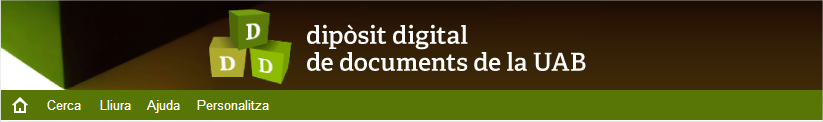 D
D D
dipòsit digital
de documents de la UAB
Cerca Lliura Ajuda Personalitza